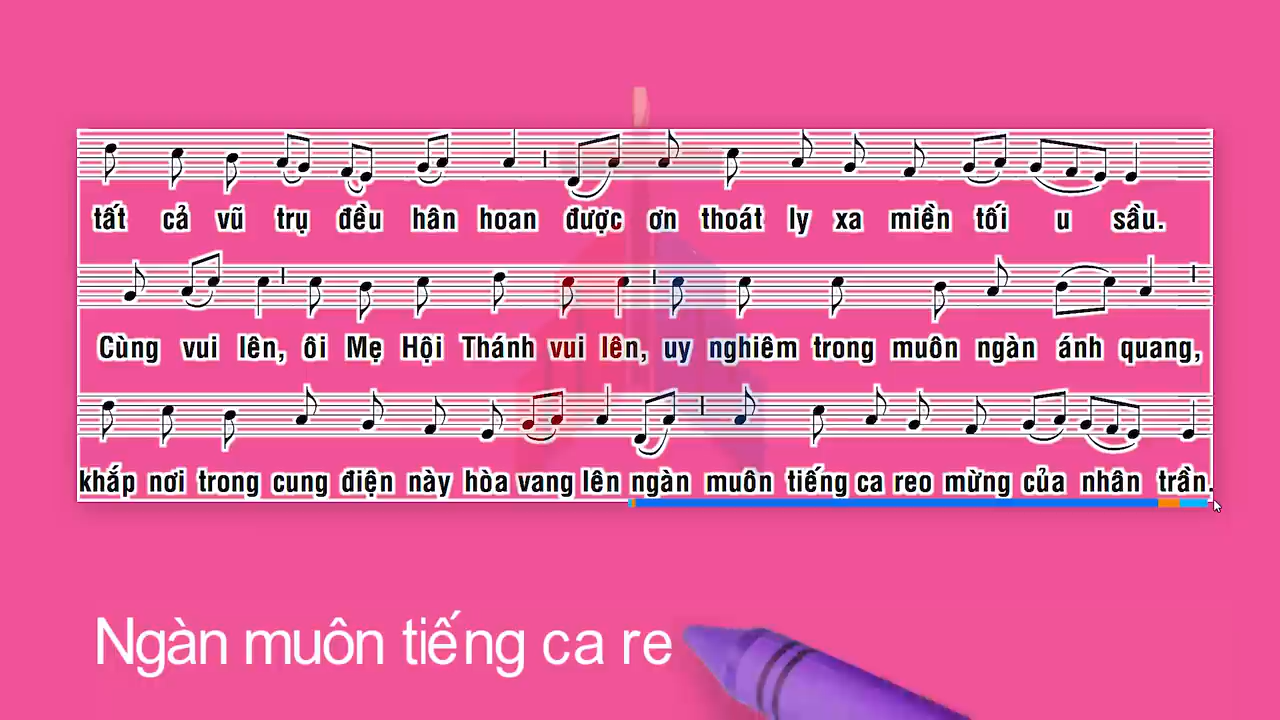 tất cả vũ trụ đều hân hoan được ơn thoát ly xa miền tối u sầu.
Cùng vui lên, ôi Mẹ Hội Thánh vui lên, uy nghiêm trong muôn ngàn ánh quang,
khắp nơi trong cung điện này hòa vang lên ngàn muôn tiếng ca reo mừng của nhân trần.
Ngàn muôn tiếng ca re